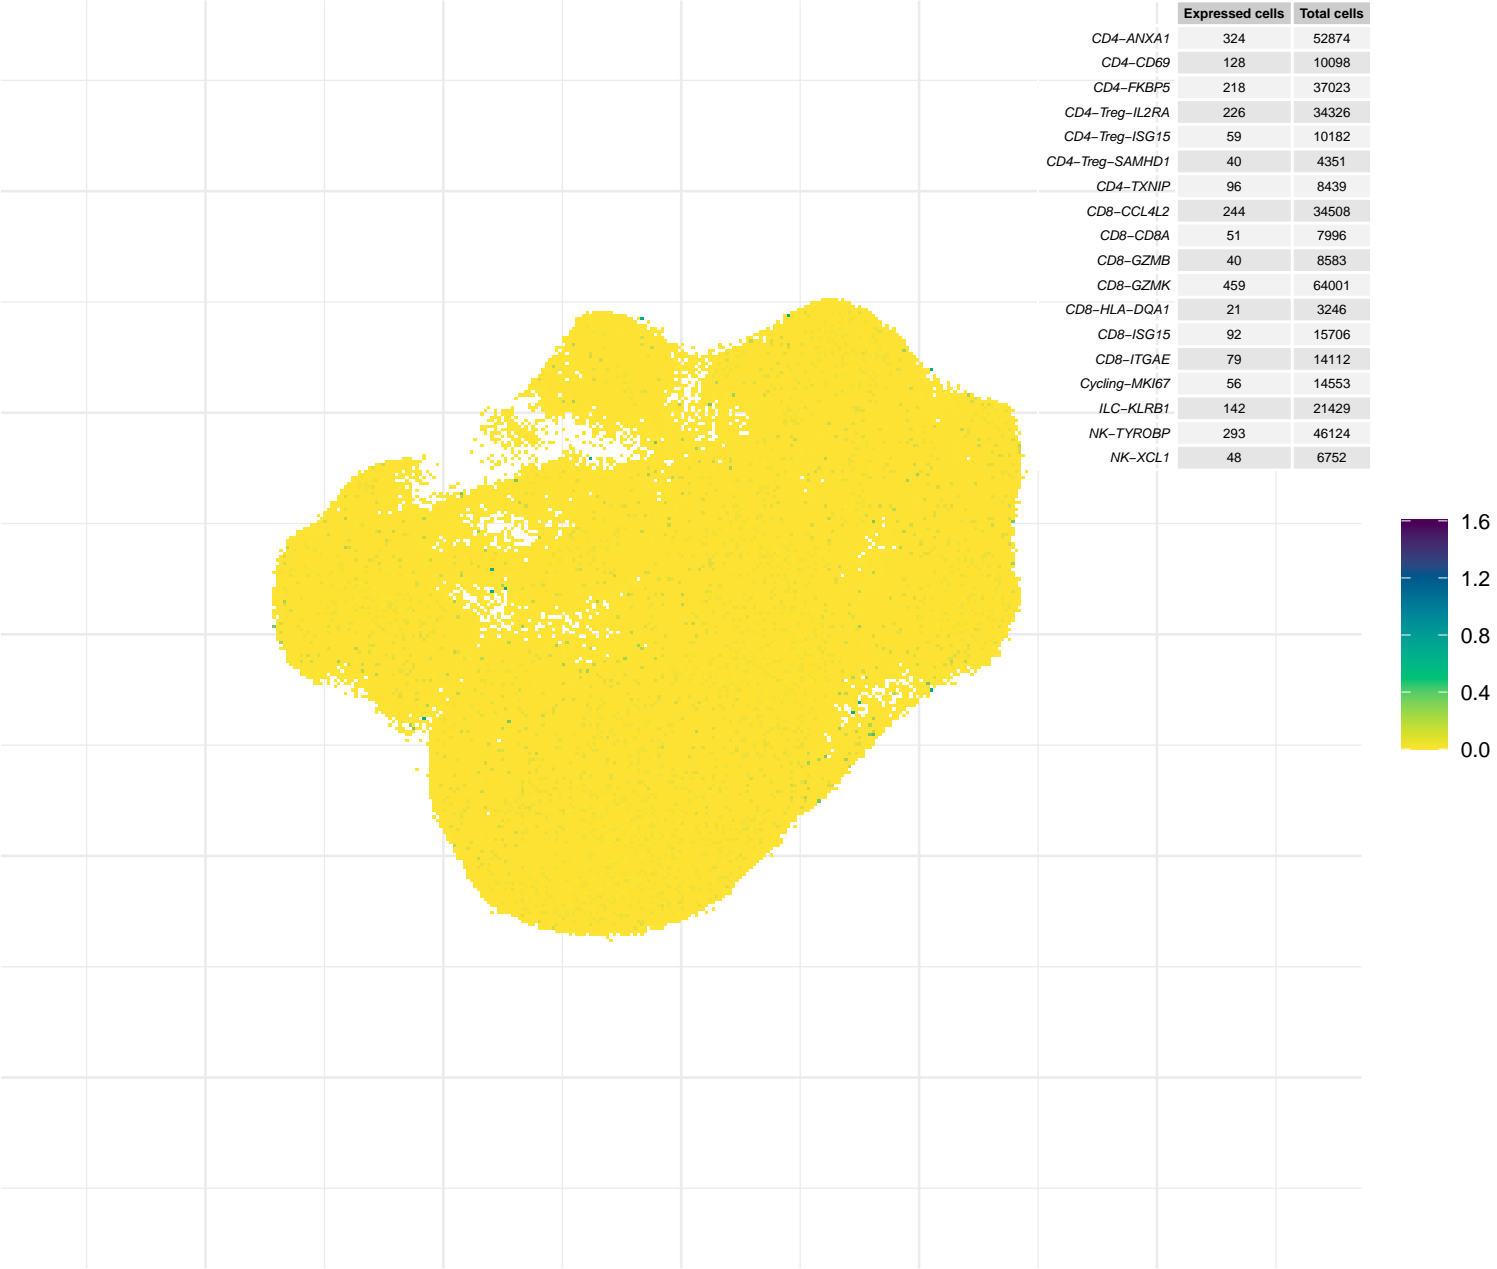 Expressed cells Total cells
CD4−ANXA1 324 52874
CD4−CD69 128 10098
CD4−FKBP5 218 37023
CD4−Treg−IL2RA 226 34326
CD4−Treg−ISG15 59 10182
CD4−Treg−SAMHD1 40 4351
CD4−TXNIP 96 8439
CD8−CCL4L2 244 34508
CD8−CD8A 51 7996
CD8−GZMB 40 8583
CD8−GZMK 459 64001
CD8−HLA−DQA1 21 3246
CD8−ISG15 92 15706
CD8−ITGAE 79 14112
Cycling−MKI67 56 14553
ILC−KLRB1 142 21429
NK−TYROBP 293 46124
NK−XCL1 48 6752
1.6
1.2
0.8
0.4
0.0